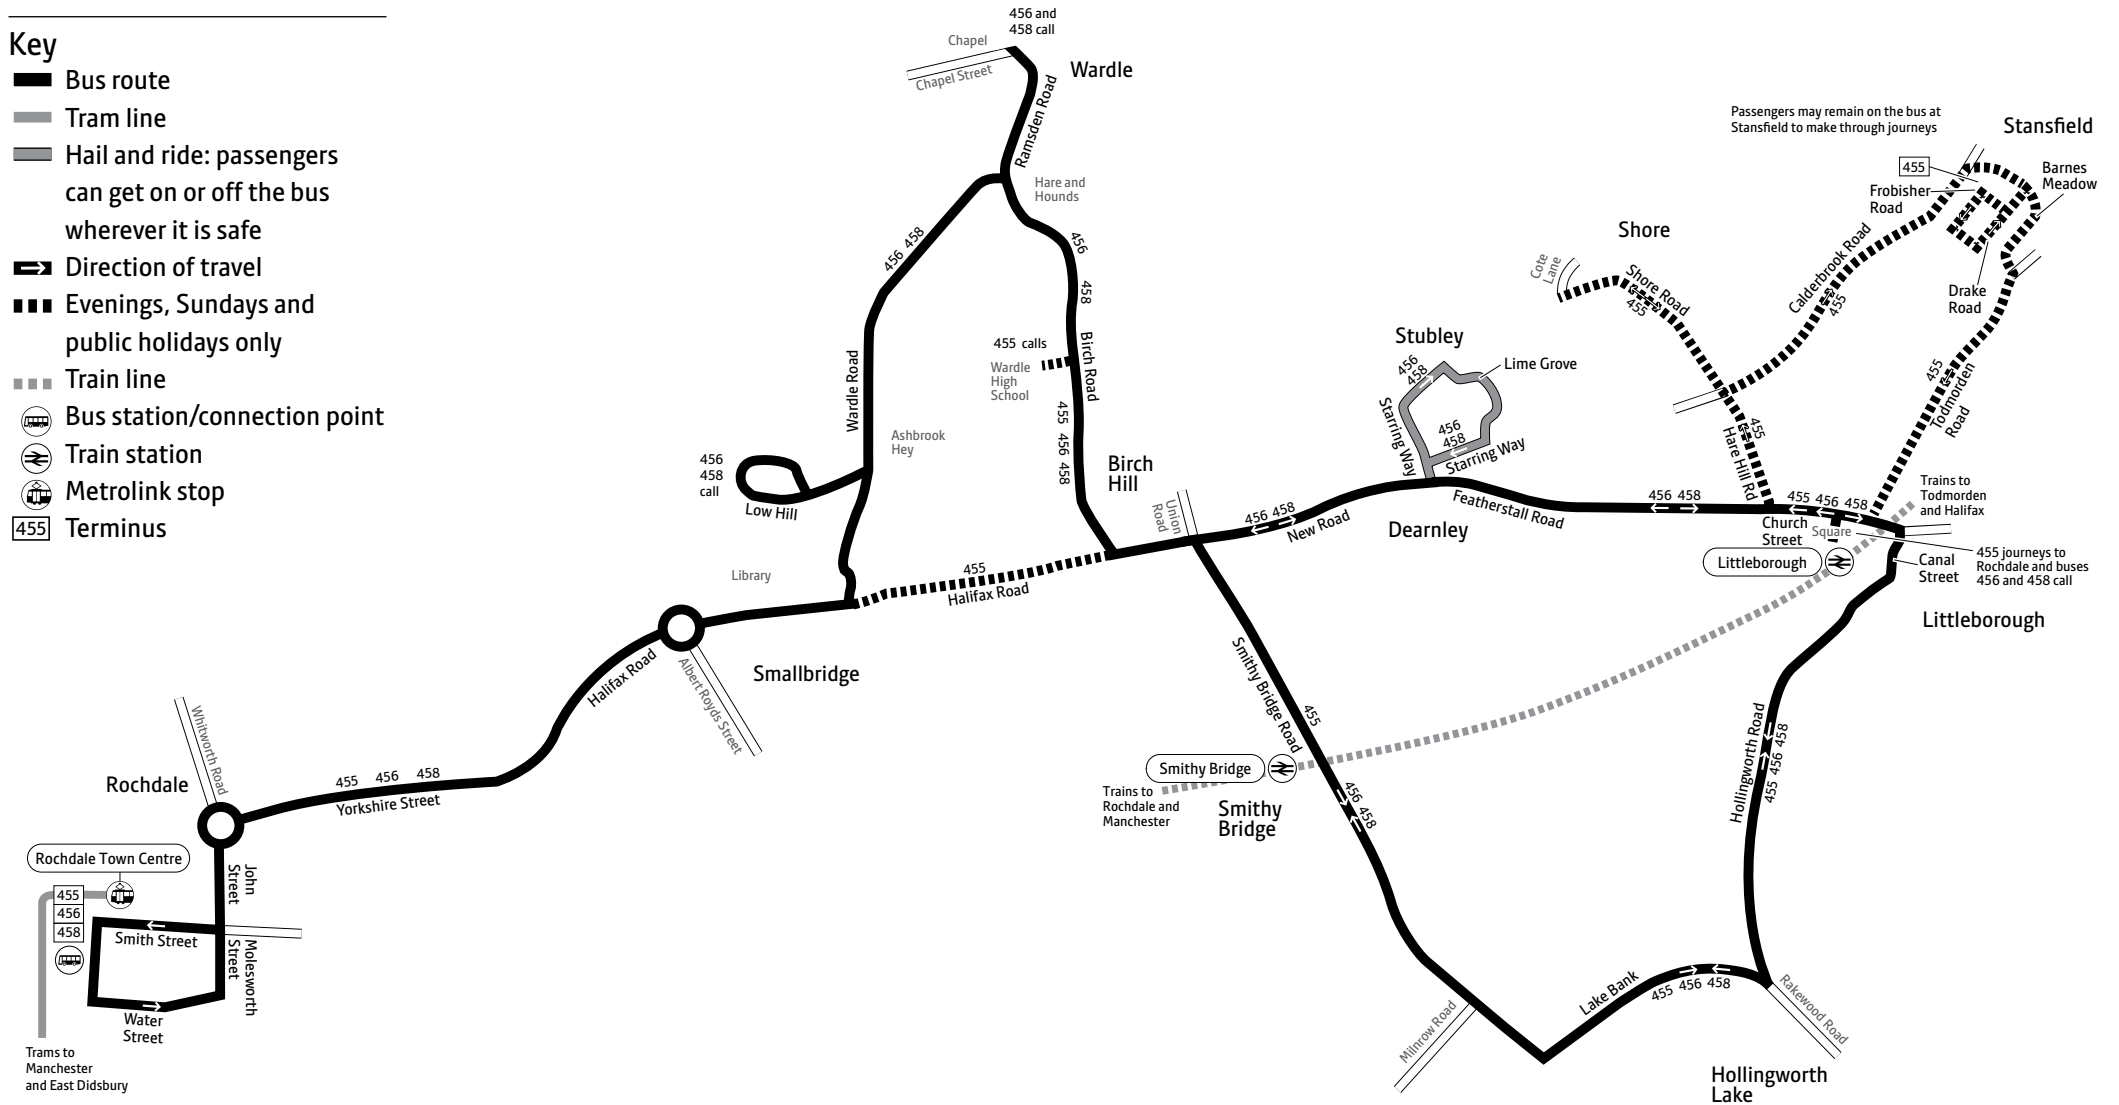 Key
Bus route
Tram line
Hail and ride: passengers
can get on or off the bus
wherever it is safe
Direction of travel
Evenings, Sundays and
public holidays only
Train line
Bus station/connection point
Train station
Metrolink stop
455 Terminus
456 and
458 call
Chapel
Chapel Street
Wardle
Ramsden Road
Hare and
Hounds
456 458
456
458
Wardle Road
Birch Road
455 calls
Wardle
High
School
455 456 458
Ashbrook
Hey
456
458
call
Low Hill
Birch
Hill
Union
Road
Library
455
Halifax Road
Smallbridge
Albert Royds Street
Halifax Road
Whitworth Road
Rochdale
455 456 458
Yorkshire Street
Rochdale Town Centre
John
Street
455
456
458
Smith Street
Molesworth
Street
Water
Street
Trams to
Manchester
and East Didsbury
Passengers may remain on the bus at
Stansfield to make through journeys
Stansfield
455
Barnes
Meadow
Frobisher
Road
Drake
Road
Shore
Cote
Lane
Shore Road
455
Calderbrook Road
455
455
Todmorden
Road
Stubley
456
458
Lime Grove
Starring Way
456
458
Starring Way
455
Hare Hill Rd
456 458
New Road
Dearnley
Featherstall Road
456 458
455 456 458
Church
Street
Square
Trains to
Todmorden
and Halifax
Littleborough
455 journeys to
Rochdale and buses
456 and 458 call
Canal
Street
Littleborough
Smithy Bridge Road
455
Smithy Bridge
Trains to
Rochdale and
Manchester
Smithy
Bridge
456 458
Hollingworth Road
455 456 458
Lake Bank
455 456 458
Milnrow Road
Rakewood Road
Hollingworth
Lake